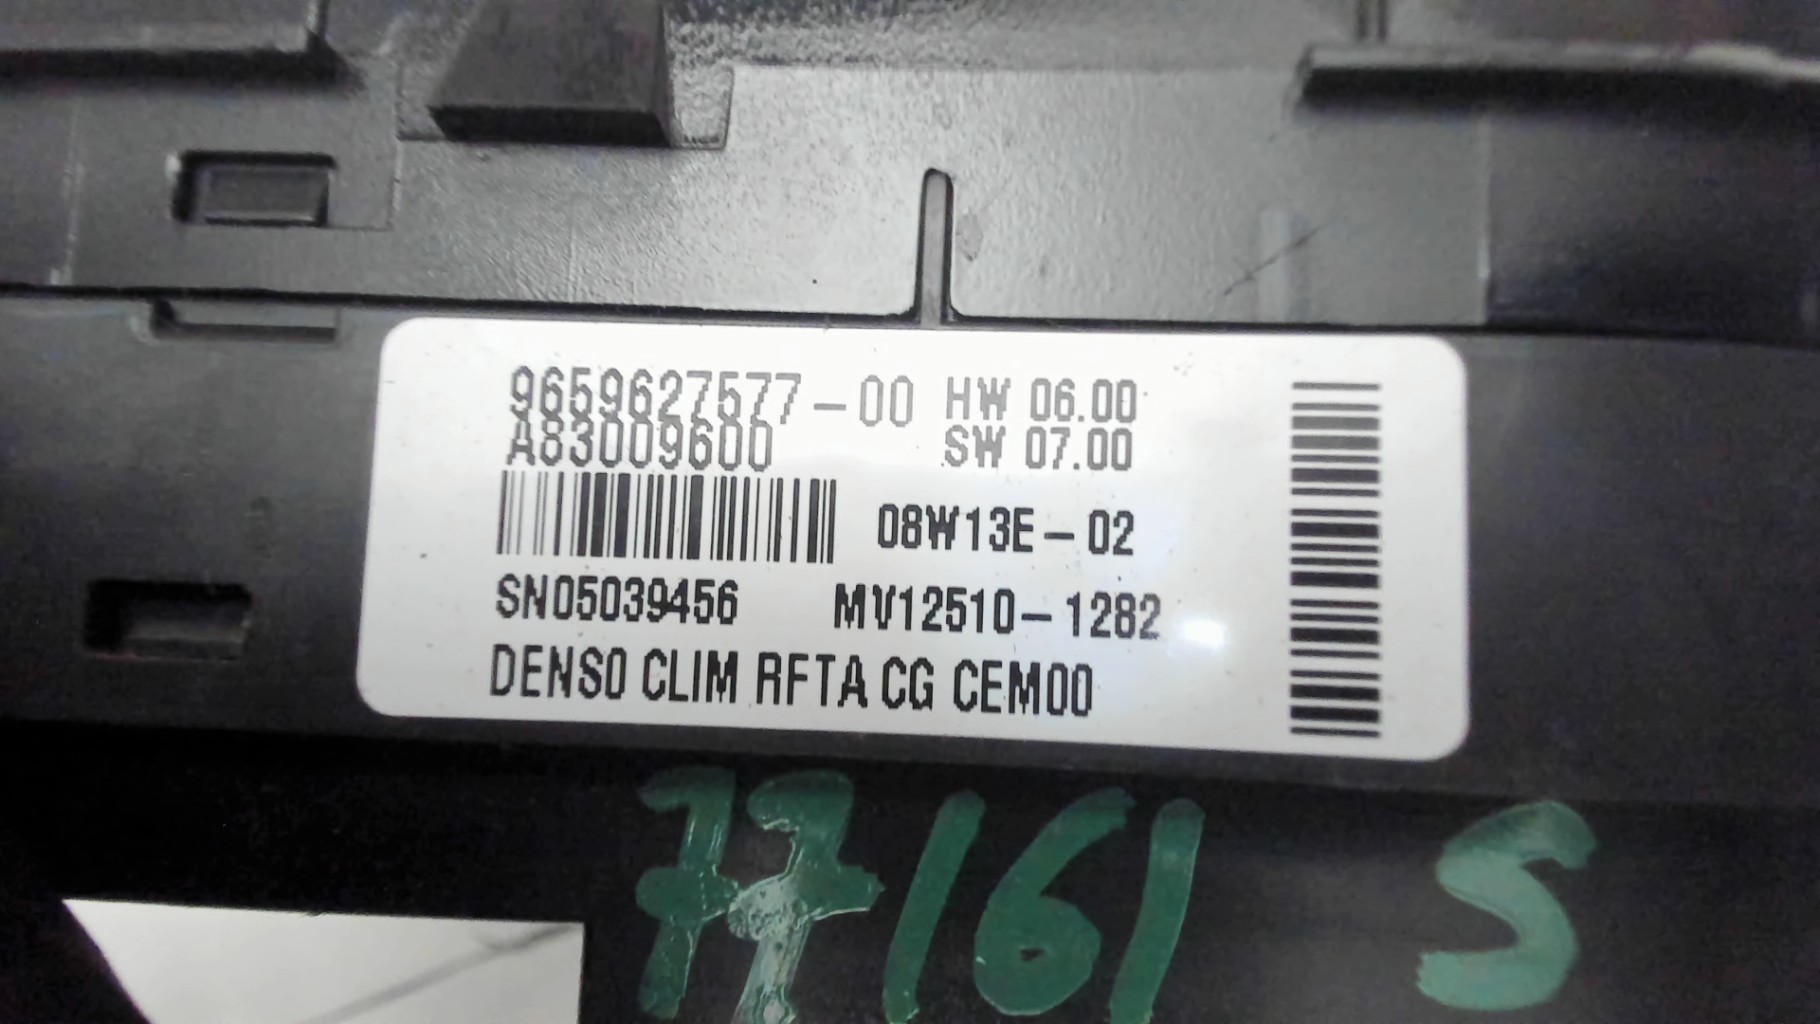 9659627577-00 HW 06.00
A83009600 SW 07.00
08W13E-02
SN05039456 MV12510-1282
DENSO CLIM RFTA CG CEM00
77161 S